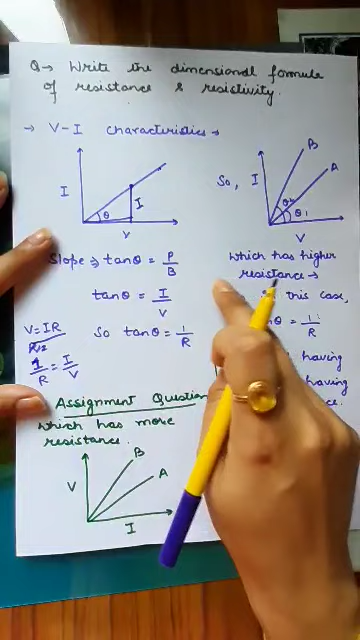 Q→ Write the dimensional formula
of resistance & resistivity.
→ V-I characteristics→
I
θ
I
V
Slope ⇒ tanθ = P/B
tanθ = I/V
V=IR
So tanθ = 1/R
1/R = I/V
So, I
B
A
θ2
θ1
V
Which has higher
resistance→
this case,
= 1/R
having
having
Assignment Question
Which has more
resistance.
V
B
A
I